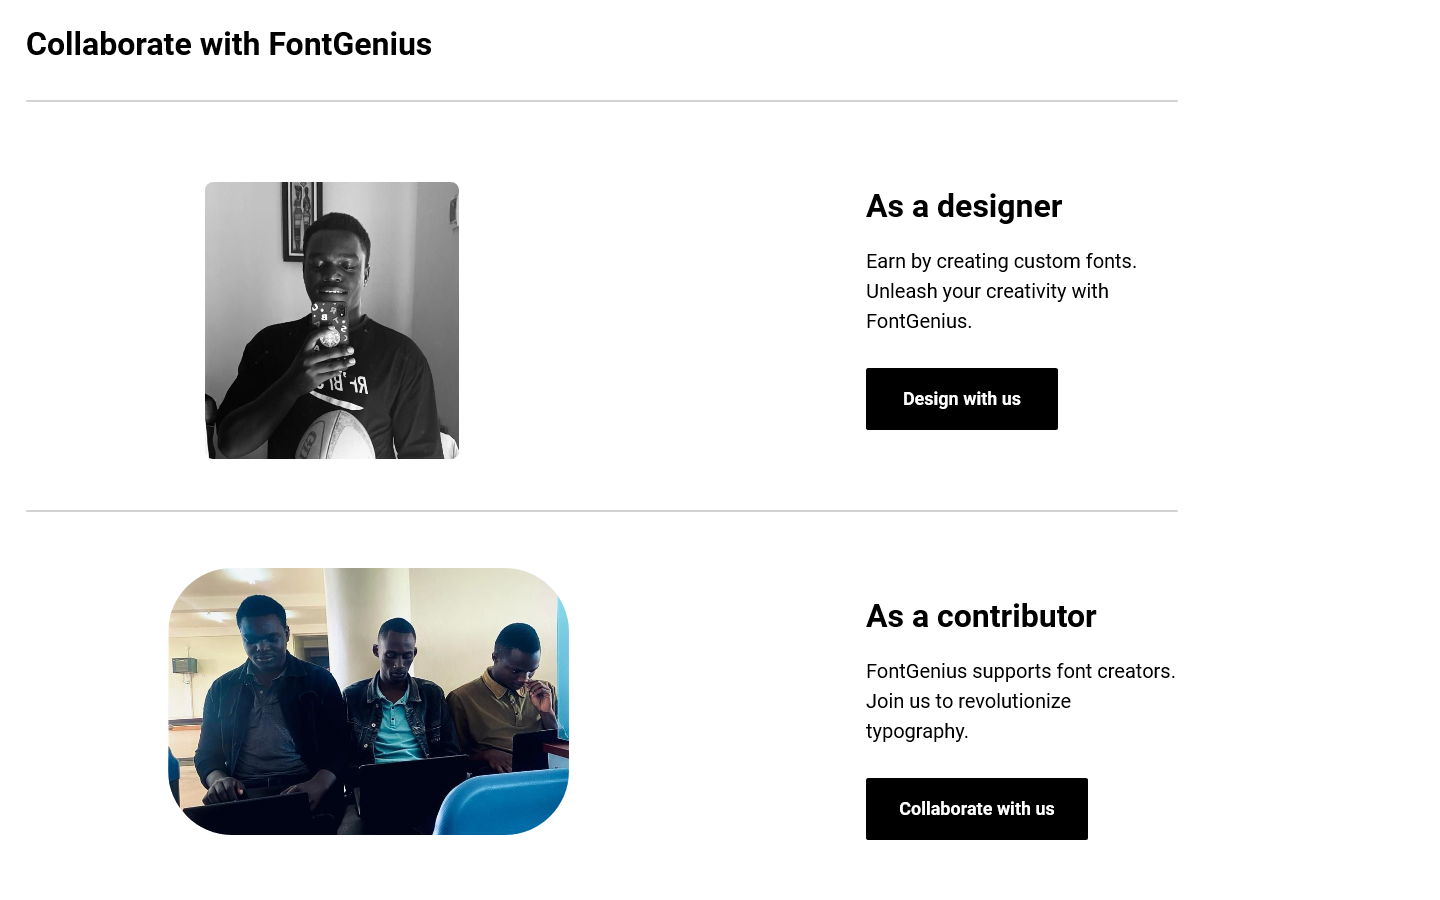 Collaborate with FontGenius
As a designer
Earn by creating custom fonts.
Unleash your creativity with
FontGenius.
Design with us
As a contributor
FontGenius supports font creators.
Join us to revolutionize
typography.
Collaborate with us